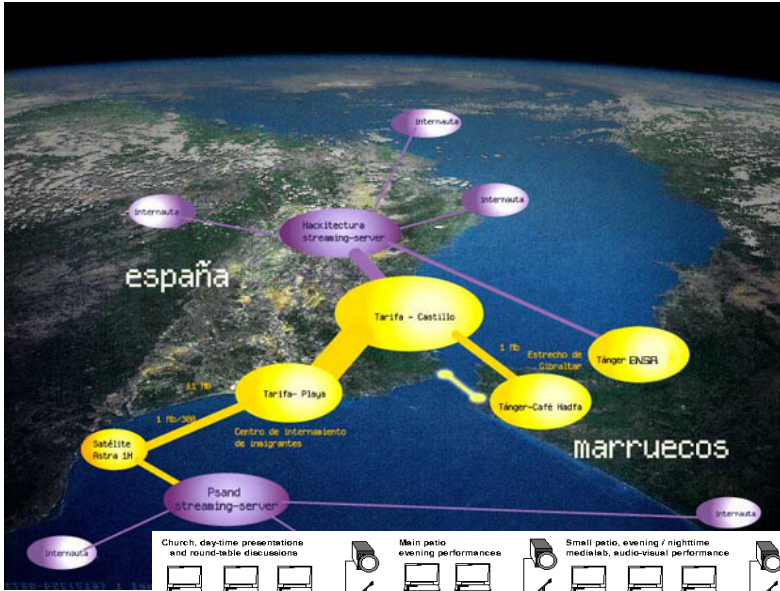 internauta
internauta
internauta
Hackitectura
streaming-server
españa
Tarifa - Castillo
1 Mb
Estrecho de
Gibraltar
Tánger ENSA
11 Mb
Tarifa- Playa
Tánger-Café Hadfa
1 Mb/300
Centro de internamiento
de inmigrantes
Satélite
Astra 1H
marruecos
Psand
streaming-server
internauta
internauta
Church, day-time presentations
and round-table discussions
Main patio
evening performances
Small patio, evening / nighttime
medialab, audio-visual performance